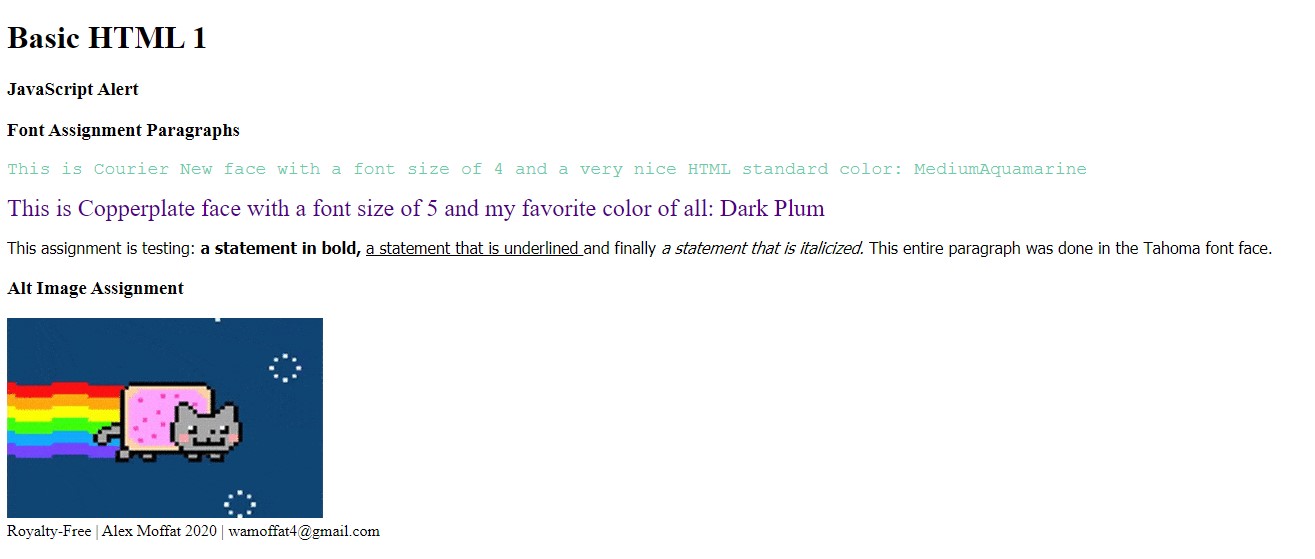 Basic HTML 1
JavaScript Alert
Font Assignment Paragraphs
This is Courier New face with a font size of 4 and a very nice HTML standard color: MediumAquamarine
This is Copperplate face with a font size of 5 and my favorite color of all: Dark Plum
This assignment is testing: a statement in bold, a statement that is underlined and finally a statement that is italicized. This entire paragraph was done in the Tahoma font face.
Alt Image Assignment
Royalty-Free | Alex Moffat 2020 | wamoffat4@gmail.com